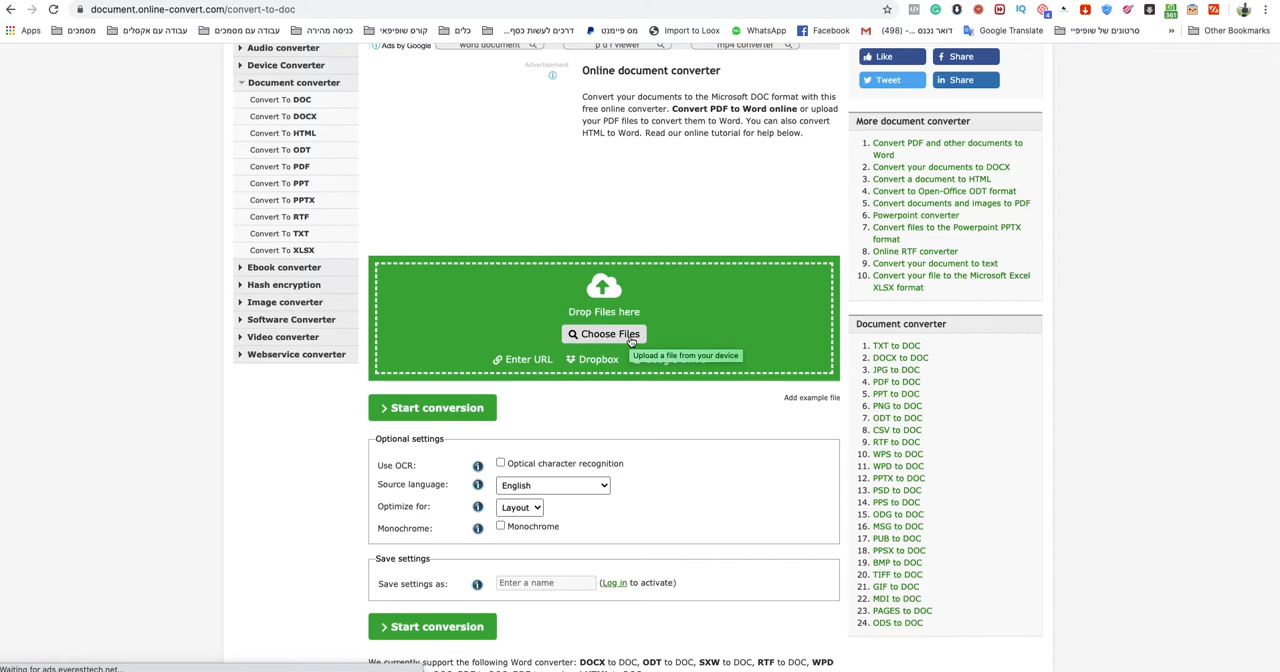 document.online-convert.com/convert-to-doc
Apps
מסמכים
עבודה עם אקסלים
עבודה עם מסמכים
כניסה מהירה
קורס שופיפאי
כלים
word
דרכים לעשות כסף...
מס פיימנט
Import to Loox
WhatsApp
Facebook
דואר נכנס - (498)
Google Translate
סרטונים של שופיפיי
»
Other Bookmarks
Audio converter
Device Converter
Document converter
Convert To DOC
Convert To DOCX
Convert To HTML
Convert To ODT
Convert To PDF
Convert To PPT
Convert To PPTX
Convert To RTF
Convert To TXT
Convert To XLSX
Ebook converter
Hash encryption
Image converter
Software Converter
Video converter
Webservice converter
Ads by Google
word document
mp4 converter
Advertisement
Online document converter
Convert your documents to the Microsoft DOC format with this
free online converter. Convert PDF to Word online or upload
your PDF files to convert them to Word. You can also convert
HTML to Word. Read our online tutorial for help below.
Drop Files here
Choose Files
Upload a file from your device
Enter URL
Dropbox
Add example file
> Start conversion
Optional settings
Use OCR:
Optical character recognition
Source language:
English
Optimize for:
Layout
Monochrome:
Monochrome
Save settings
Save settings as:
Enter a name
(Log in to activate)
> Start conversion
We currently support the following Word converter: DOCX to DOC, ODT to DOC, SXW to DOC, RTF to DOC, WPD
Like
Share
Tweet
Share
More document converter
1. Convert PDF and other documents to
Word
2. Convert your documents to DOCX
3. Convert a document to HTML
4. Convert to Open-Office ODT format
5. Convert documents and images to PDF
6. Powerpoint converter
7. Convert files to the Powerpoint PPTX
format
8. Online RTF converter
9. Convert your document to text
10. Convert your file to the Microsoft Excel
XLSX format
Document converter
1. TXT to DOC
2. DOCX to DOC
3. JPG to DOC
4. PDF to DOC
5. PPT to DOC
6. PNG to DOC
7. ODT to DOC
8. CSV to DOC
9. RTF to DOC
10. WPS to DOC
11. WPD to DOC
12. PPTX to DOC
13. PSD to DOC
14. PPS to DOC
15. ODG to DOC
16. MSG to DOC
17. PUB to DOC
18. PPSX to DOC
19. BMP to DOC
20. TIFF to DOC
21. GIF to DOC
22. MDI to DOC
23. PAGES to DOC
24. ODS to DOC
Waiting for ads.everesttech.net...